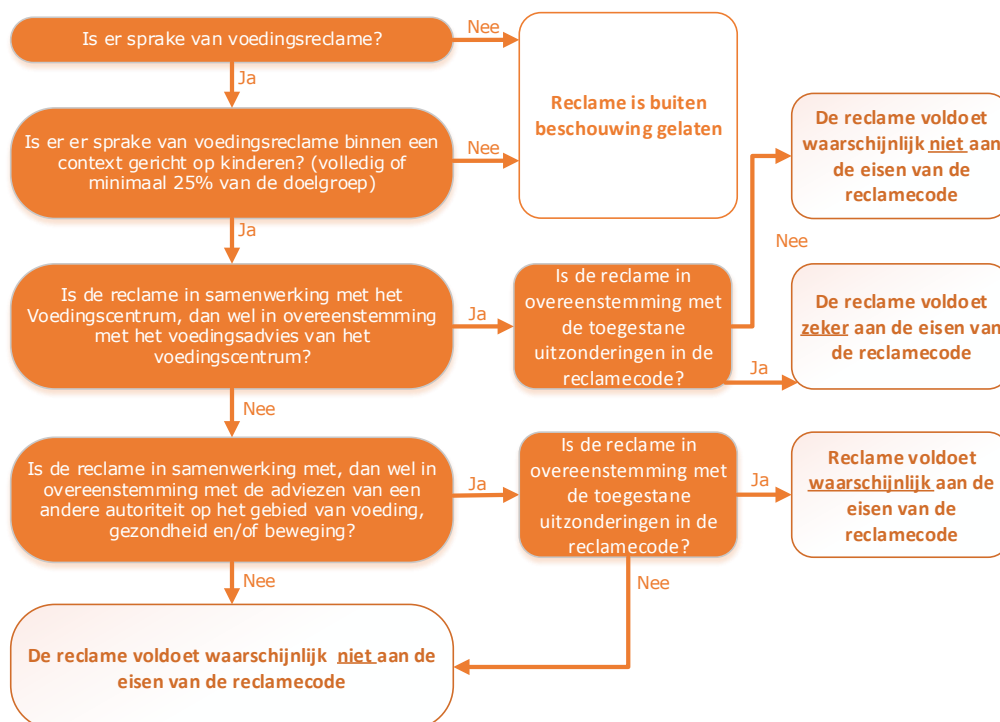 Is er sprake van voedingsreclame?
Nee
Ja
Reclame is buiten
beschouwing gelaten
Is er er sprake van voedingsreclame binnen een
context gericht op kinderen? (volledig of
minimaal 25% van de doelgroep)
Nee
Ja
De reclame voldoet
waarschijnlijk niet aan
de eisen van de
reclamecode
Nee
Is de reclame in samenwerking met het
Voedingscentrum, dan wel in overeenstemming
met het voedingsadvies van het
voedingscentrum?
Ja
Nee
Is de reclame in
overeenstemming met
de toegestane
uitzonderingen in de
reclamecode?
Ja
De reclame voldoet
zeker aan de eisen van
de reclamecode
Is de reclame in samenwerking met, dan wel in
overeenstemming met de adviezen van een
andere autoriteit op het gebied van voeding,
gezondheid en/of beweging?
Ja
Nee
Is de reclame in
overeenstemming met
de toegestane
uitzonderingen in de
reclamecode?
Ja
Nee
Reclame voldoet
waarschijnlijk aan de
eisen van de
reclamecode
De reclame voldoet waarschijnlijk niet aan de
eisen van de reclamecode